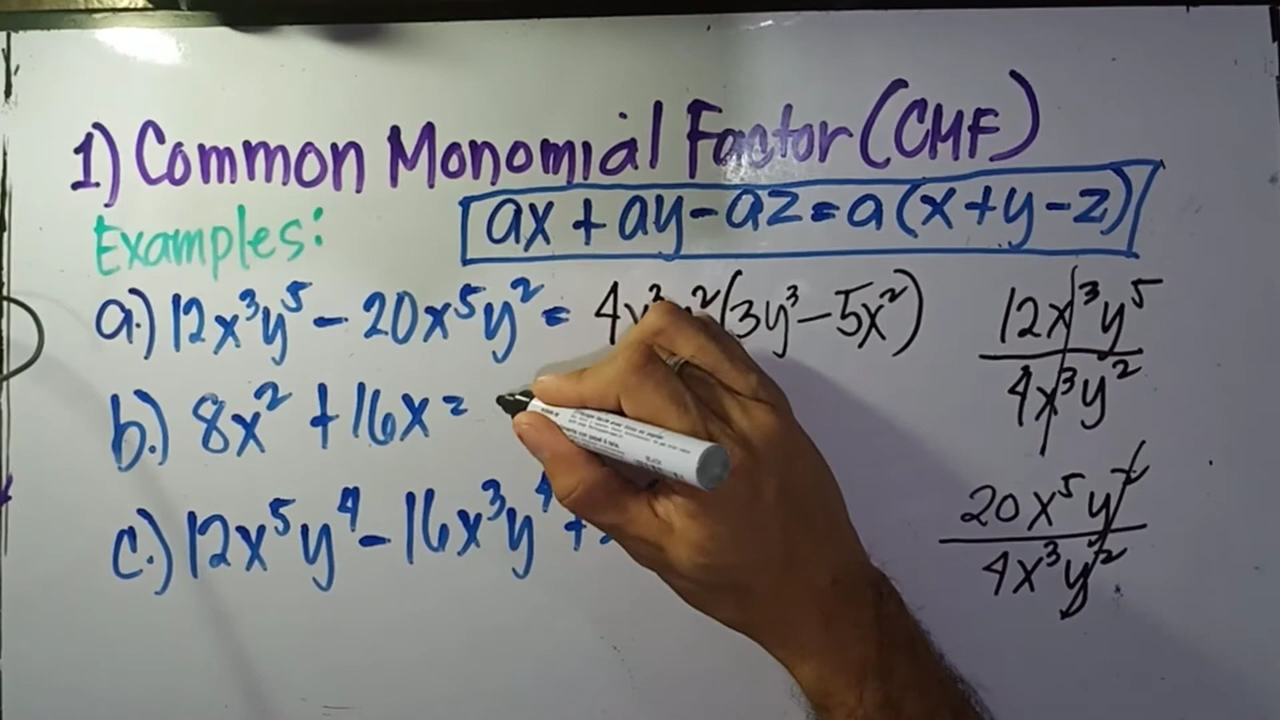 1) Common Monomial Factor (CMF)
ax + ay - az = a(x + y - z)
Examples:
a.) 12x³y⁵ - 20x⁵y² = 4x³y²(3y³ - 5x²)
b.) 8x² + 16x =
c.) 12x⁵y⁴ - 16x³y⁴ +
12x³y⁵
4x³y²
20x⁵y²
4x³y²